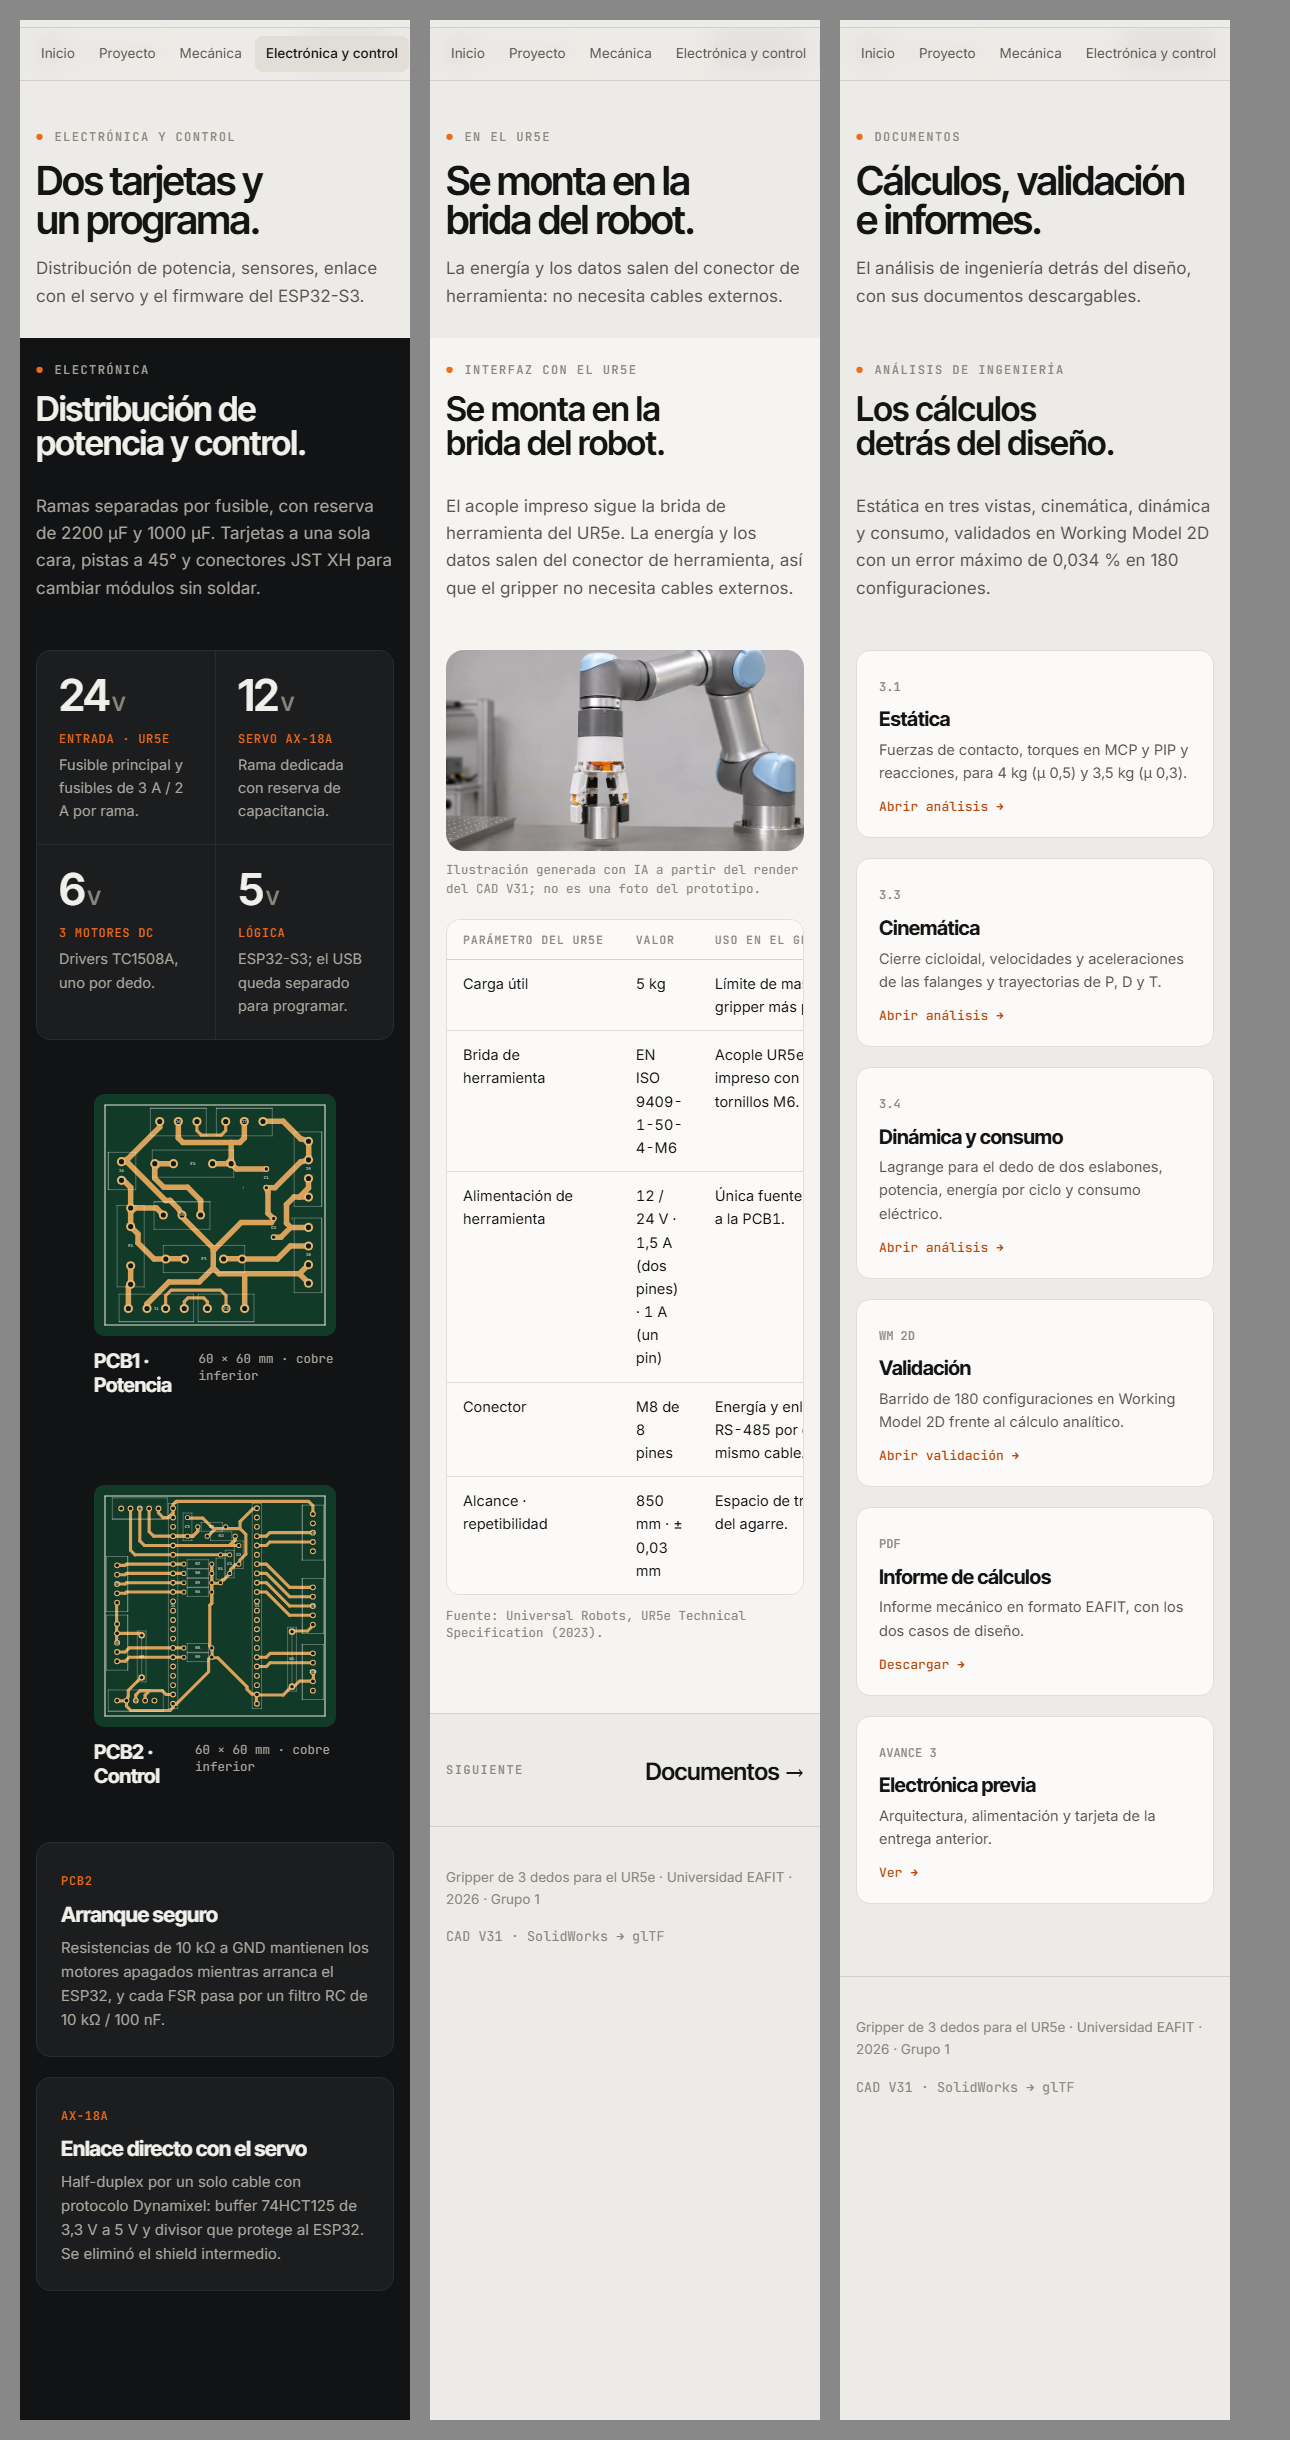 Inicio Proyecto Mecánica Electrónica y control
ELECTRÓNICA Y CONTROL
Dos tarjetas y
un programa.
Distribución de potencia, sensores, enlace
con el servo y el firmware del ESP32-S3.
ELECTRÓNICA
Distribución de
potencia y control.
Ramas separadas por fusible, con reserva
de 2200 µF y 1000 µF. Tarjetas a una sola
cara, pistas a 45° y conectores JST XH para
cambiar módulos sin soldar.
24V
ENTRADA · UR5E
Fusible principal y
fusibles de 3 A / 2
A por rama.
12V
SERVO AX-18A
Rama dedicada
con reserva de
capacitancia.
6V
3 MOTORES DC
Drivers TC1508A,
uno por dedo.
5V
LÓGICA
ESP32-S3; el USB
queda separado
para programar.
PCB1 ·
Potencia
60 × 60 mm · cobre
inferior
PCB2 ·
Control
60 × 60 mm · cobre
inferior
PCB2
Arranque seguro
Resistencias de 10 kΩ a GND mantienen los
motores apagados mientras arranca el
ESP32, y cada FSR pasa por un filtro RC de
10 kΩ / 100 nF.
AX-18A
Enlace directo con el servo
Half-duplex por un solo cable con
protocolo Dynamixel: buffer 74HCT125 de
3,3 V a 5 V y divisor que protege al ESP32.
Se eliminó el shield intermedio.
Inicio Proyecto Mecánica Electrónica y control
EN EL UR5E
Se monta en la
brida del robot.
La energía y los datos salen del conector de
herramienta: no necesita cables externos.
INTERFAZ CON EL UR5E
Se monta en la
brida del robot.
El acople impreso sigue la brida de
herramienta del UR5e. La energía y los
datos salen del conector de herramienta, así
que el gripper no necesita cables externos.
Ilustración generada con IA a partir del render
del CAD V31; no es una foto del prototipo.
PARÁMETRO DEL UR5E VALOR USO EN EL
Carga útil
5 kg
Límite de
gripper más
Brida de
herramienta
EN
ISO
9409-
1-50-
4-M6
Acople UR5e
impreso con
tornillos M6.
Alimentación de
herramienta
12 /
24 V ·
1,5 A
(dos
pines)
· 1 A
(un
pin)
Única fuente
a la PCB1.
Conector
M8 de
8
pines
Energía y
RS-485 por
mismo cable.
Alcance ·
repetibilidad
850
mm · ±
0,03
mm
Espacio de
del agarre.
Fuente: Universal Robots, UR5e Technical
Specification (2023).
SIGUIENTE Documentos →
Gripper de 3 dedos para el UR5e · Universidad EAFIT ·
2026 · Grupo 1
CAD V31 · SolidWorks → glTF
Inicio Proyecto Mecánica Electrónica y control
DOCUMENTOS
Cálculos, validación
e informes.
El análisis de ingeniería detrás del diseño,
con sus documentos descargables.
ANÁLISIS DE INGENIERÍA
Los cálculos
detrás del diseño.
Estática en tres vistas, cinemática, dinámica
y consumo, validados en Working Model 2D
con un error máximo de 0,034 % en 180
configuraciones.
3.1
Estática
Fuerzas de contacto, torques en MCP y PIP y
reacciones, para 4 kg (µ 0,5) y 3,5 kg (µ 0,3).
Abrir análisis →
3.3
Cinemática
Cierre cicloidal, velocidades y aceleraciones
de las falanges y trayectorias de P, D y T.
Abrir análisis →
3.4
Dinámica y consumo
Lagrange para el dedo de dos eslabones,
potencia, energía por ciclo y consumo
eléctrico.
Abrir análisis →
WM 2D
Validación
Barrido de 180 configuraciones en Working
Model 2D frente al cálculo analítico.
Abrir validación →
PDF
Informe de cálculos
Informe mecánico en formato EAFIT, con los
dos casos de diseño.
Descargar →
AVANCE 3
Electrónica previa
Arquitectura, alimentación y tarjeta de la
entrega anterior.
Ver →
Gripper de 3 dedos para el UR5e · Universidad EAFIT ·
2026 · Grupo 1
CAD V31 · SolidWorks → glTF